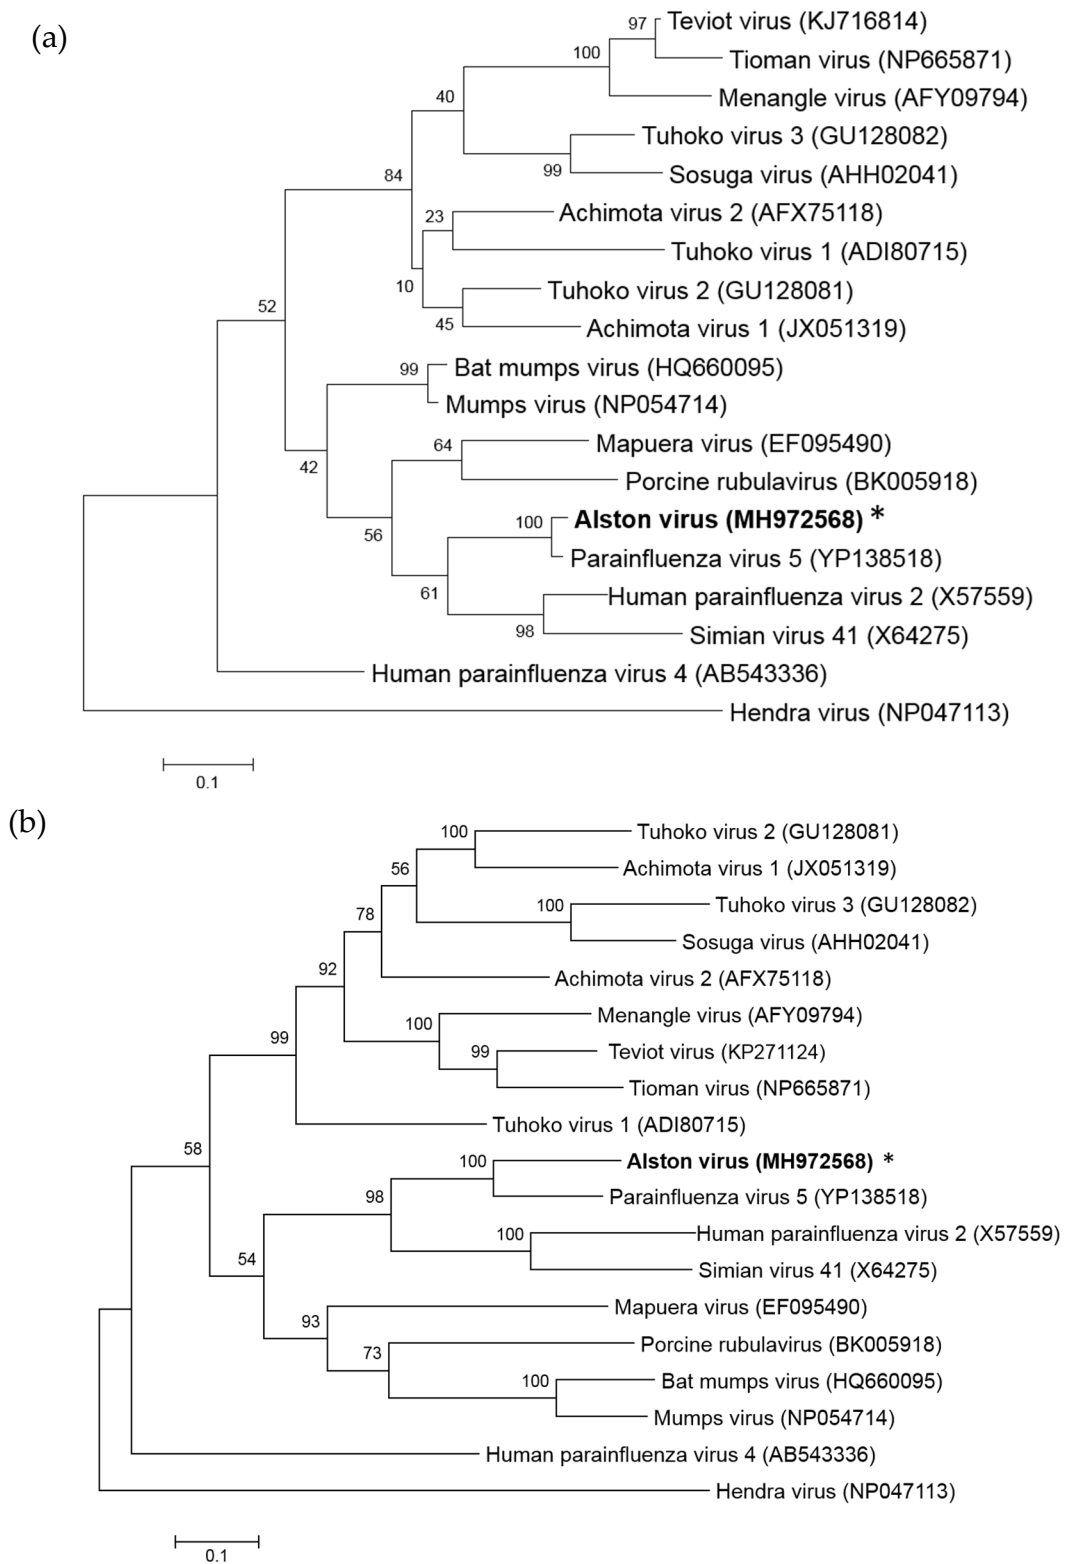 (a)
97
Teviot virus (KJ716814)
100
Tioman virus (NP665871)
40
Menangle virus (AFY09794)
Tuhoko virus 3 (GU128082)
99
Sosuga virus (AHH02041)
84
23
Achimota virus 2 (AFX75118)
Tuhoko virus 1 (ADI80715)
10
Tuhoko virus 2 (GU128081)
52
45
Achimota virus 1 (JX051319)
99
Bat mumps virus (HQ660095)
Mumps virus (NP054714)
64
Mapuera virus (EF095490)
42
Porcine rubulavirus (BK005918)
100
Alston virus (MH972568) *
56
Parainfluenza virus 5 (YP138518)
61
Human parainfluenza virus 2 (X57559)
98
Simian virus 41 (X64275)
Human parainfluenza virus 4 (AB543336)
Hendra virus (NP047113)
0.1
(b)
100
Tuhoko virus 2 (GU128081)
56
Achimota virus 1 (JX051319)
100
Tuhoko virus 3 (GU128082)
78
Sosuga virus (AHH02041)
92
Achimota virus 2 (AFX75118)
100
Menangle virus (AFY09794)
99
99
Teviot virus (KP271124)
Tioman virus (NP665871)
Tuhoko virus 1 (ADI80715)
58
100
Alston virus (MH972568) *
98
Parainfluenza virus 5 (YP138518)
100
Human parainfluenza virus 2 (X57559)
54
Simian virus 41 (X64275)
93
Mapuera virus (EF095490)
73
Porcine rubulavirus (BK005918)
100
Bat mumps virus (HQ660095)
Mumps virus (NP054714)
Human parainfluenza virus 4 (AB543336)
Hendra virus (NP047113)
0.1